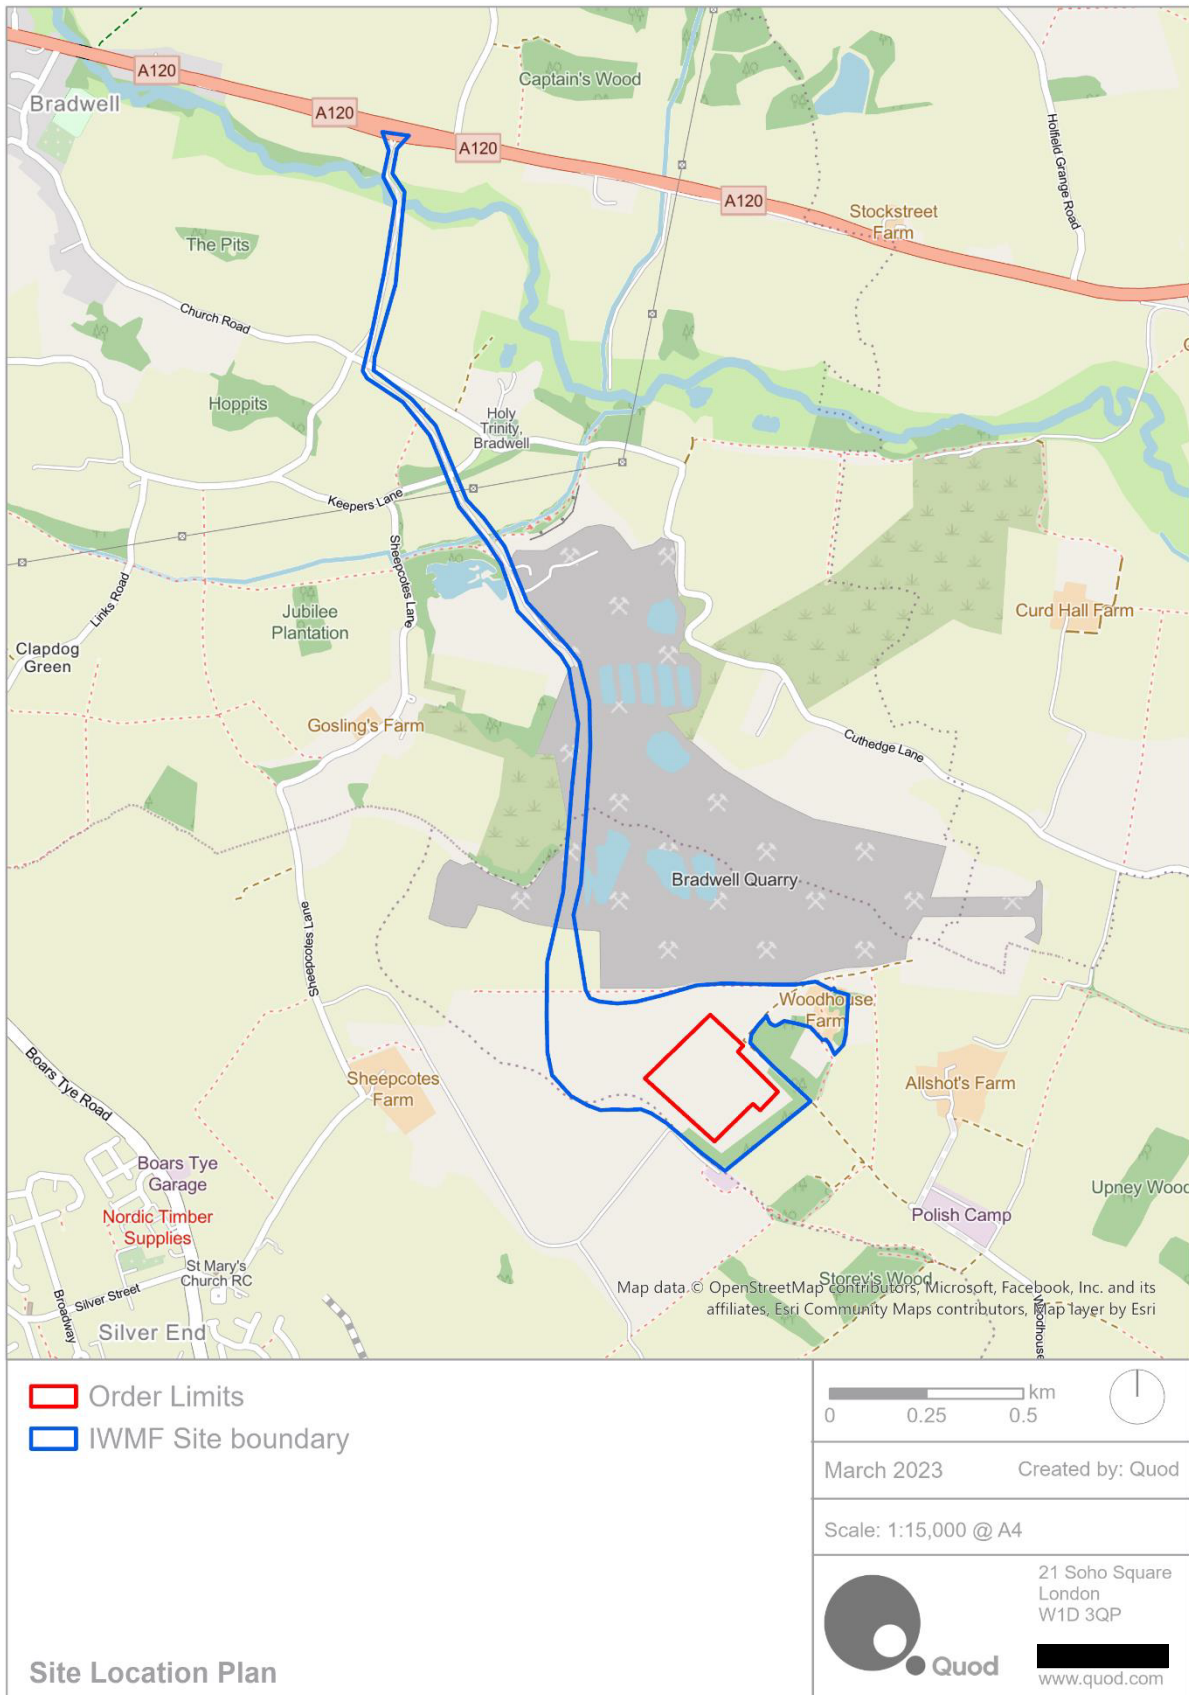 A120
Captain's Wood
Bradwell
A120
A120
Holfield Grange Road
A120
Stockstreet
Farm
The Pits
Church Road
Hoppits
Holy
Trinity,
Bradwell
Keepers Lane
Sheepcotes Lane
Links Road
Jubilee
Plantation
Curd Hall Farm
Clapdog
Green
Gosling's Farm
Cuthedge Lane
Bradwell Quarry
Sheepcotes Lane
Woodhouse
Farm
Boars Tye Road
Sheepcotes
Farm
Allshot's Farm
Boars Tye
Garage
Upney Wood
Nordic Timber
Supplies
Polish Camp
St Mary's
Church RC
Silver Street
Broadway
Storey's Wood
Woodhouse
Silver End
Map data © OpenStreetMap contributors, Microsoft, Facebook, Inc. and its
affiliates, Esri Community Maps contributors, Map layer by Esri
Order Limits
IWMF Site boundary
km
0 0.25 0.5
March 2023 Created by: Quod
Scale: 1:15,000 @ A4
21 Soho Square
London
W1D 3QP
Quod
www.quod.com
Site Location Plan